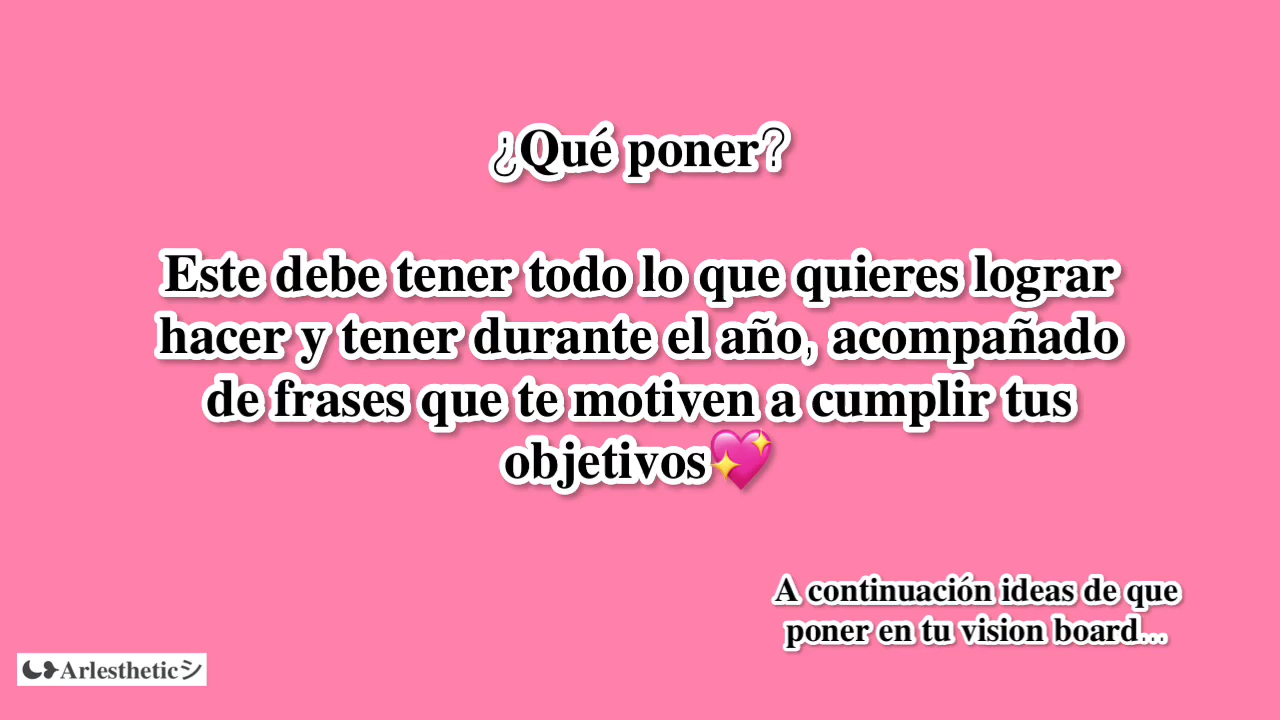 ¿Qué poner?
Este debe tener todo lo que quieres lograr
hacer y tener durante el año, acompañado
de frases que te motiven a cumplir tus
objetivos💖
A continuación ideas de que
poner en tu vision board...
⏾❥Arlestheticシ